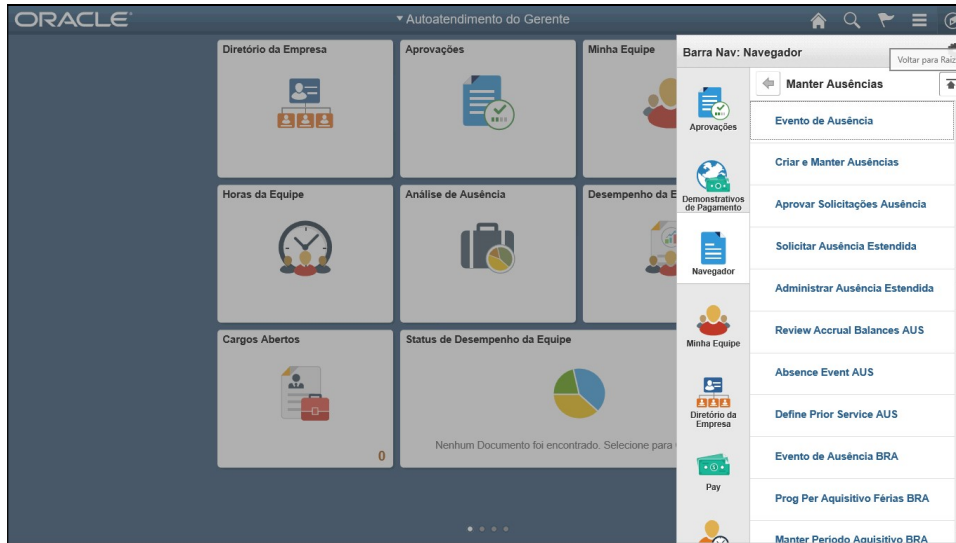 ORACLE
Autoatendimento do Gerente
Diretório da Empresa
Aprovações
Minha Equipe
Horas da Equipe
Análise de Ausência
Desempenho da E
Cargos Abertos
0
Status de Desempenho da Equipe
Nenhum Documento foi encontrado. Selecione para
Barra Nav: Navegador
Voltar para Raiz
Aprovações
Demonstrativos
de Pagamento
Navegador
Minha Equipe
Diretório da
Empresa
Pay
Manter Ausências
Evento de Ausência
Criar e Manter Ausências
Aprovar Solicitações Ausência
Solicitar Ausência Estendida
Administrar Ausência Estendida
Review Accrual Balances AUS
Absence Event AUS
Define Prior Service AUS
Evento de Ausência BRA
Prog Per Aquisitivo Férias BRA
Manter Período Aquisitivo BRA